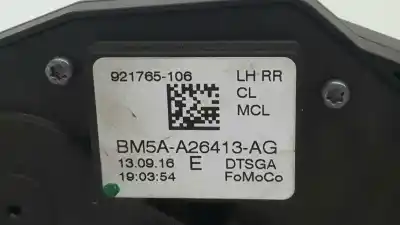 921765-106 LH RR
CL
MCL
BM5A-A26413-AG
13.09.16 E DTSGA
19:03:54 FoMoCo